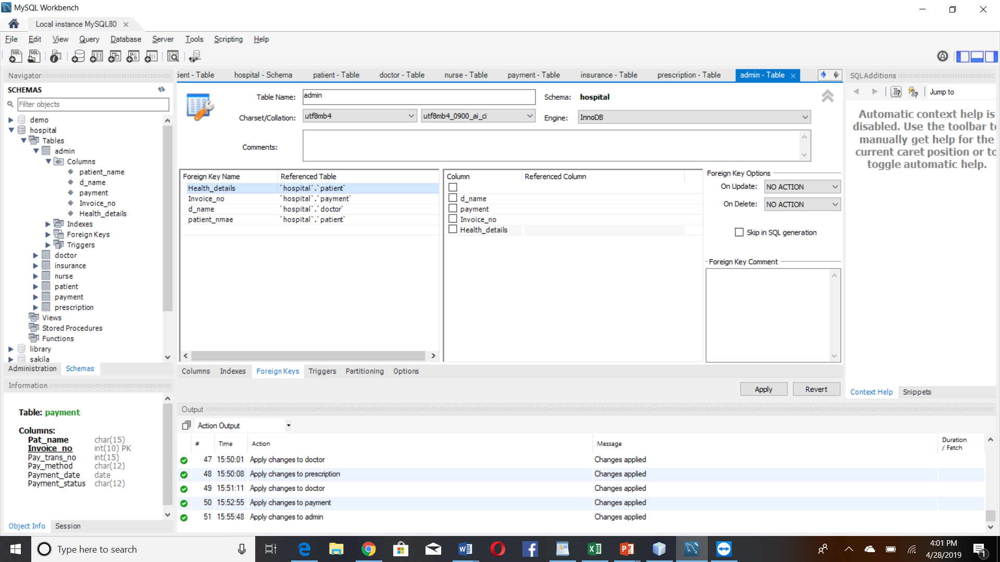 MySQL Workbench
Local instance MySQL80
File Edit View Query Database Server Tools Scripting Help
Navigator
SCHEMAS
Filter objects
demo
hospital
Tables
admin
Columns
patient_name
d_name
payment
Invoice_no
Health_details
Indexes
Foreign Keys
Triggers
doctor
insurance
nurse
patient
payment
prescription
Views
Stored Procedures
Functions
library
sakila
Administration Schemas
Information
Table: payment
Columns:
Pat_name char(15)
Invoice_no int(10) PK
Pay_trans_no int(15)
Pay_method char(12)
Payment_date date
Payment_status char(12)
Object Info Session
ient - Table hospital - Schema patient - Table doctor - Table nurse - Table payment - Table insurance - Table prescription - Table admin - Table
Table Name: admin Schema: hospital
Charset/Collation: utf8mb4 utf8mb4_0900_ai_ci Engine: InnoDB
Comments:
Foreign Key Name Referenced Table
Health_details `hospital`.`patient`
Invoice_no `hospital`.`payment`
d_name `hospital`.`doctor`
patient_nmae `hospital`.`patient`
Column Referenced Column
d_name
payment
Invoice_no
Health_details
Foreign Key Options
On Update: NO ACTION
On Delete: NO ACTION
Skip in SQL generation
Foreign Key Comment
Columns Indexes Foreign Keys Triggers Partitioning Options
Apply Revert
SQLAdditions
Jump to
Automatic context help is
disabled. Use the toolbar to
manually get help for the
current caret position or to
toggle automatic help.
Context Help Snippets
Output
Action Output
# Time Action Message Duration / Fetch
47 15:50:01 Apply changes to doctor Changes applied
48 15:50:08 Apply changes to prescription Changes applied
49 15:51:11 Apply changes to doctor Changes applied
50 15:52:55 Apply changes to payment Changes applied
51 15:55:48 Apply changes to admin Changes applied
Type here to search
4:01 PM
4/28/2019
1